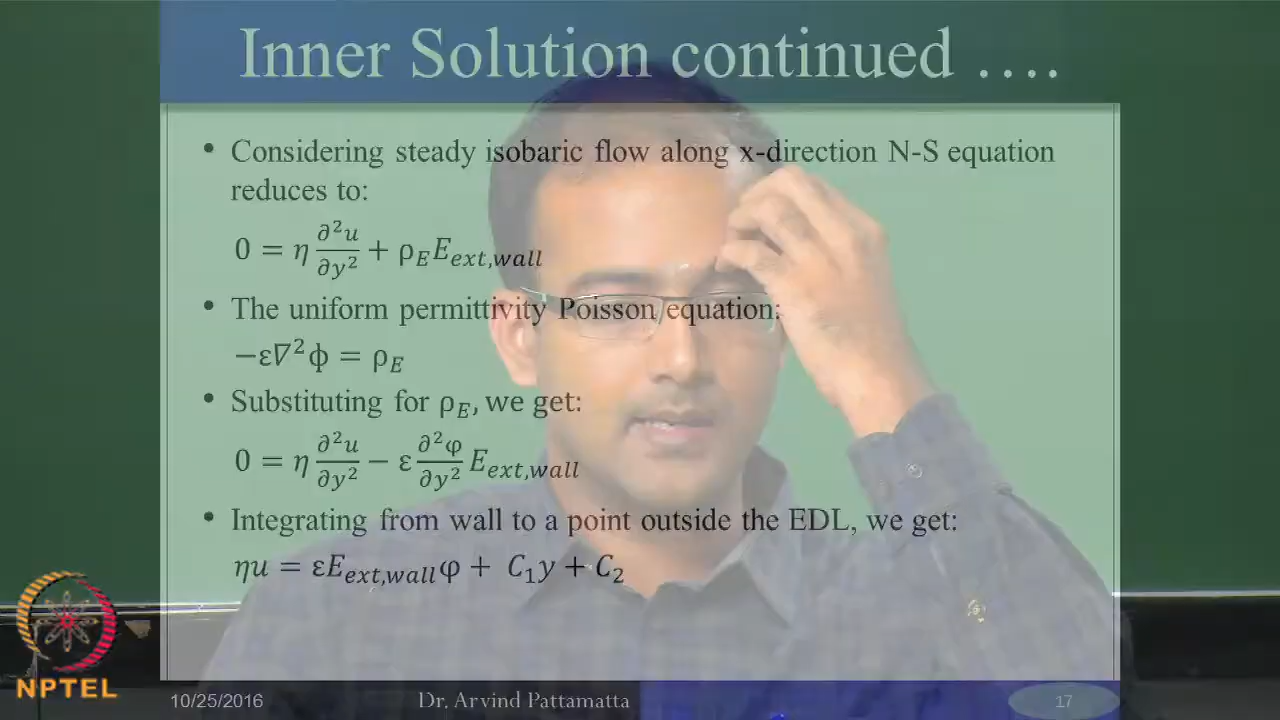 Inner Solution continued ….
• Considering steady isobaric flow along x-direction N-S equation
reduces to:
0 = η ∂²u/∂y² + ρ_E E_ext,wall
• The uniform permittivity Poisson equation:
−ε∇²ϕ = ρ_E
• Substituting for ρ_E, we get:
0 = η ∂²u/∂y² − ε ∂²φ/∂y² E_ext,wall
• Integrating from wall to a point outside the EDL, we get:
ηu = εE_ext,wall φ + C₁y + C₂
NPTEL
10/25/2016 Dr. Arvind Pattamatta 17